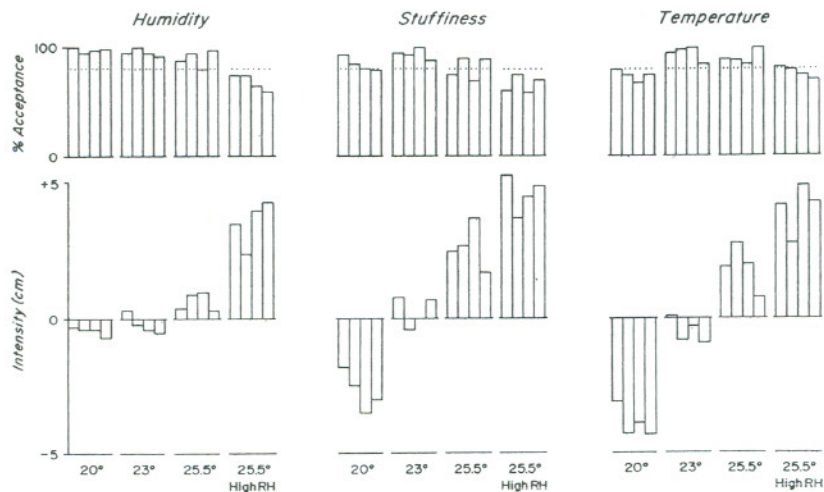 Humidity Stuffiness Temperature
100
% Acceptance
0
+5
Intensity (cm)
0
-5
20° 23° 25.5° 25.5° 20° 23° 25.5° 25.5° 20° 23° 25.5° 25.5°
High RH High RH High RH